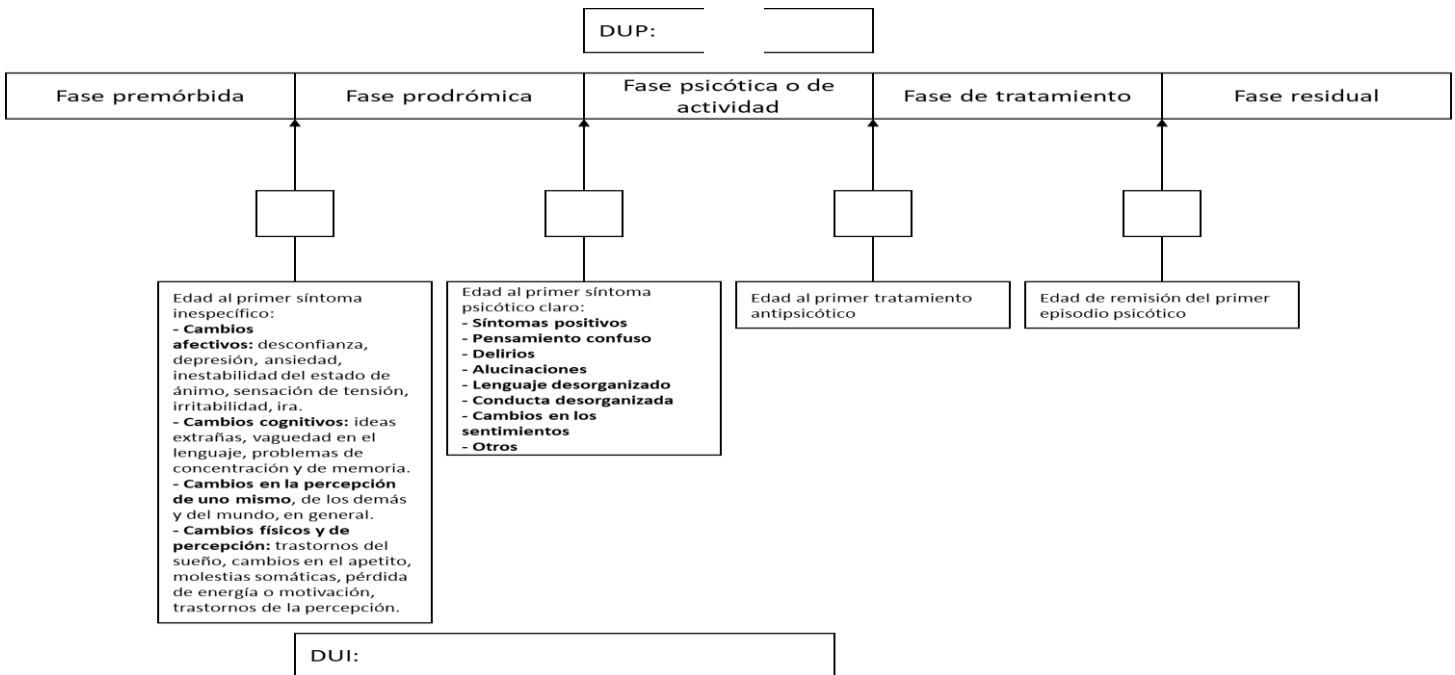 DUP:
Fase premórbida
Fase prodrómica
Fase psicótica o de
actividad
Fase de tratamiento
Fase residual
Edad al primer síntoma
inespecífico:
- Cambios
afectivos: desconfianza,
depresión, ansiedad,
inestabilidad del estado de
ánimo, sensación de tensión,
irritabilidad, ira.
- Cambios cognitivos: ideas
extrañas, vaguedad en el
lenguaje, problemas de
concentración y de memoria.
- Cambios en la percepción
de uno mismo, de los demás
y del mundo, en general.
- Cambios físicos y de
percepción: trastornos del
sueño, cambios en el apetito,
molestias somáticas, pérdida
de energía o motivación,
trastornos de la percepción.
Edad al primer síntoma
psicótico claro:
- Síntomas positivos
- Pensamiento confuso
- Delirios
- Alucinaciones
- Lenguaje desorganizado
- Conducta desorganizada
- Cambios en los
sentimientos
- Otros
Edad al primer tratamiento
antipsicótico
Edad de remisión del primer
episodio psicótico
DUI: